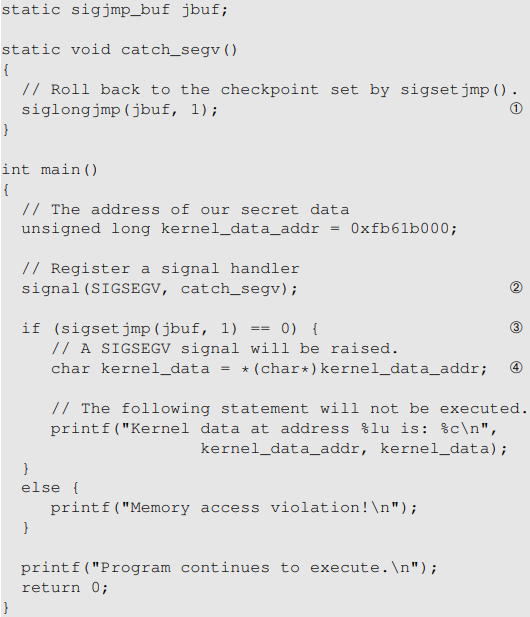 static sigjmp_buf jbuf;
static void catch_segv()
{
// Roll back to the checkpoint set by sigsetjmp().
siglongjmp(jbuf, 1); ①
}
int main()
{
// The address of our secret data
unsigned long kernel_data_addr = 0xfb61b000;
// Register a signal handler
signal(SIGSEGV, catch_segv); ②
if (sigsetjmp(jbuf, 1) == 0) { ③
// A SIGSEGV signal will be raised.
char kernel_data = *(char*)kernel_data_addr; ④
// The following statement will not be executed.
printf("Kernel data at address %lu is: %c\n",
kernel_data_addr, kernel_data);
}
else {
printf("Memory access violation!\n");
}
printf("Program continues to execute.\n");
return 0;
}